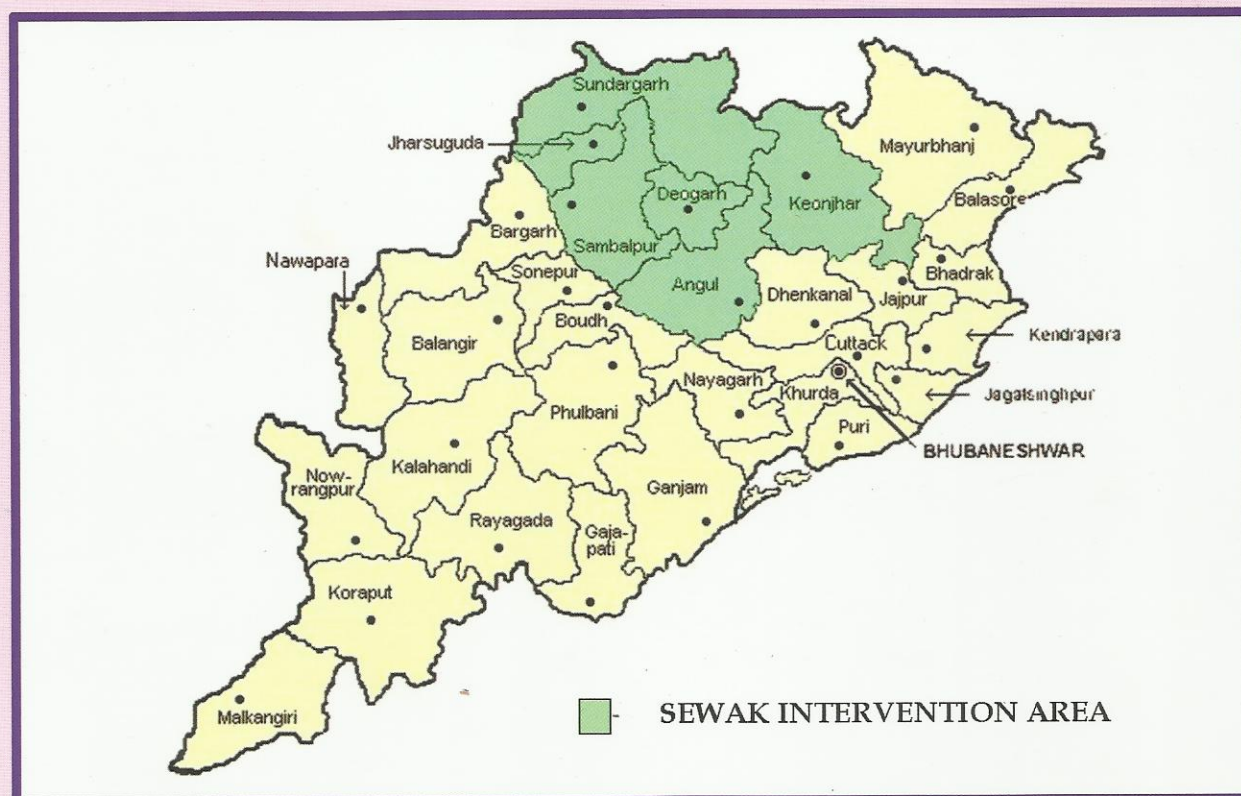 Sundargarh
Jharsuguda
Mayurbhanj
Deogarh
Keonjhar
Balasore
Bargarh
Sambalpur
Nawapara
Sonepur
Bhadrak
Angul
Dhenkanal
Jajpur
Boudh
Balangir
Cuttack
Kendrapara
Nayagarh
Khurda
Jagatsinghpur
Phulbani
Puri
BHUBANESHWAR
Kalahandi
Now-
rangpur
Ganjam
Rayagada
Gaja-
pati
Koraput
Malkangiri
- SEWAK INTERVENTION AREA